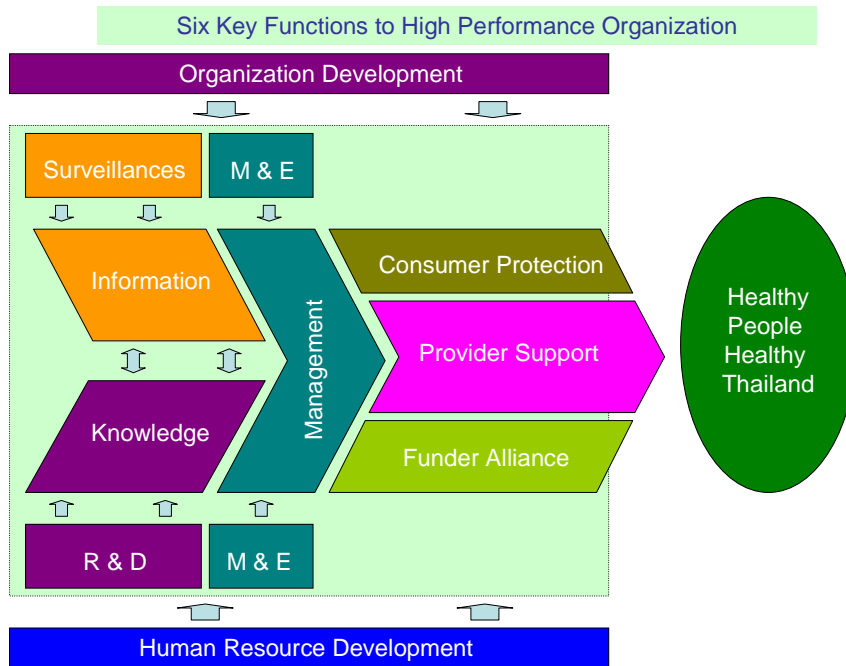 Six Key Functions to High Performance Organization
Organization Development
Surveillances
M & E
Information
Management
Consumer Protection
Provider Support
Healthy
People
Healthy
Thailand
Knowledge
Funder Alliance
R & D
M & E
Human Resource Development